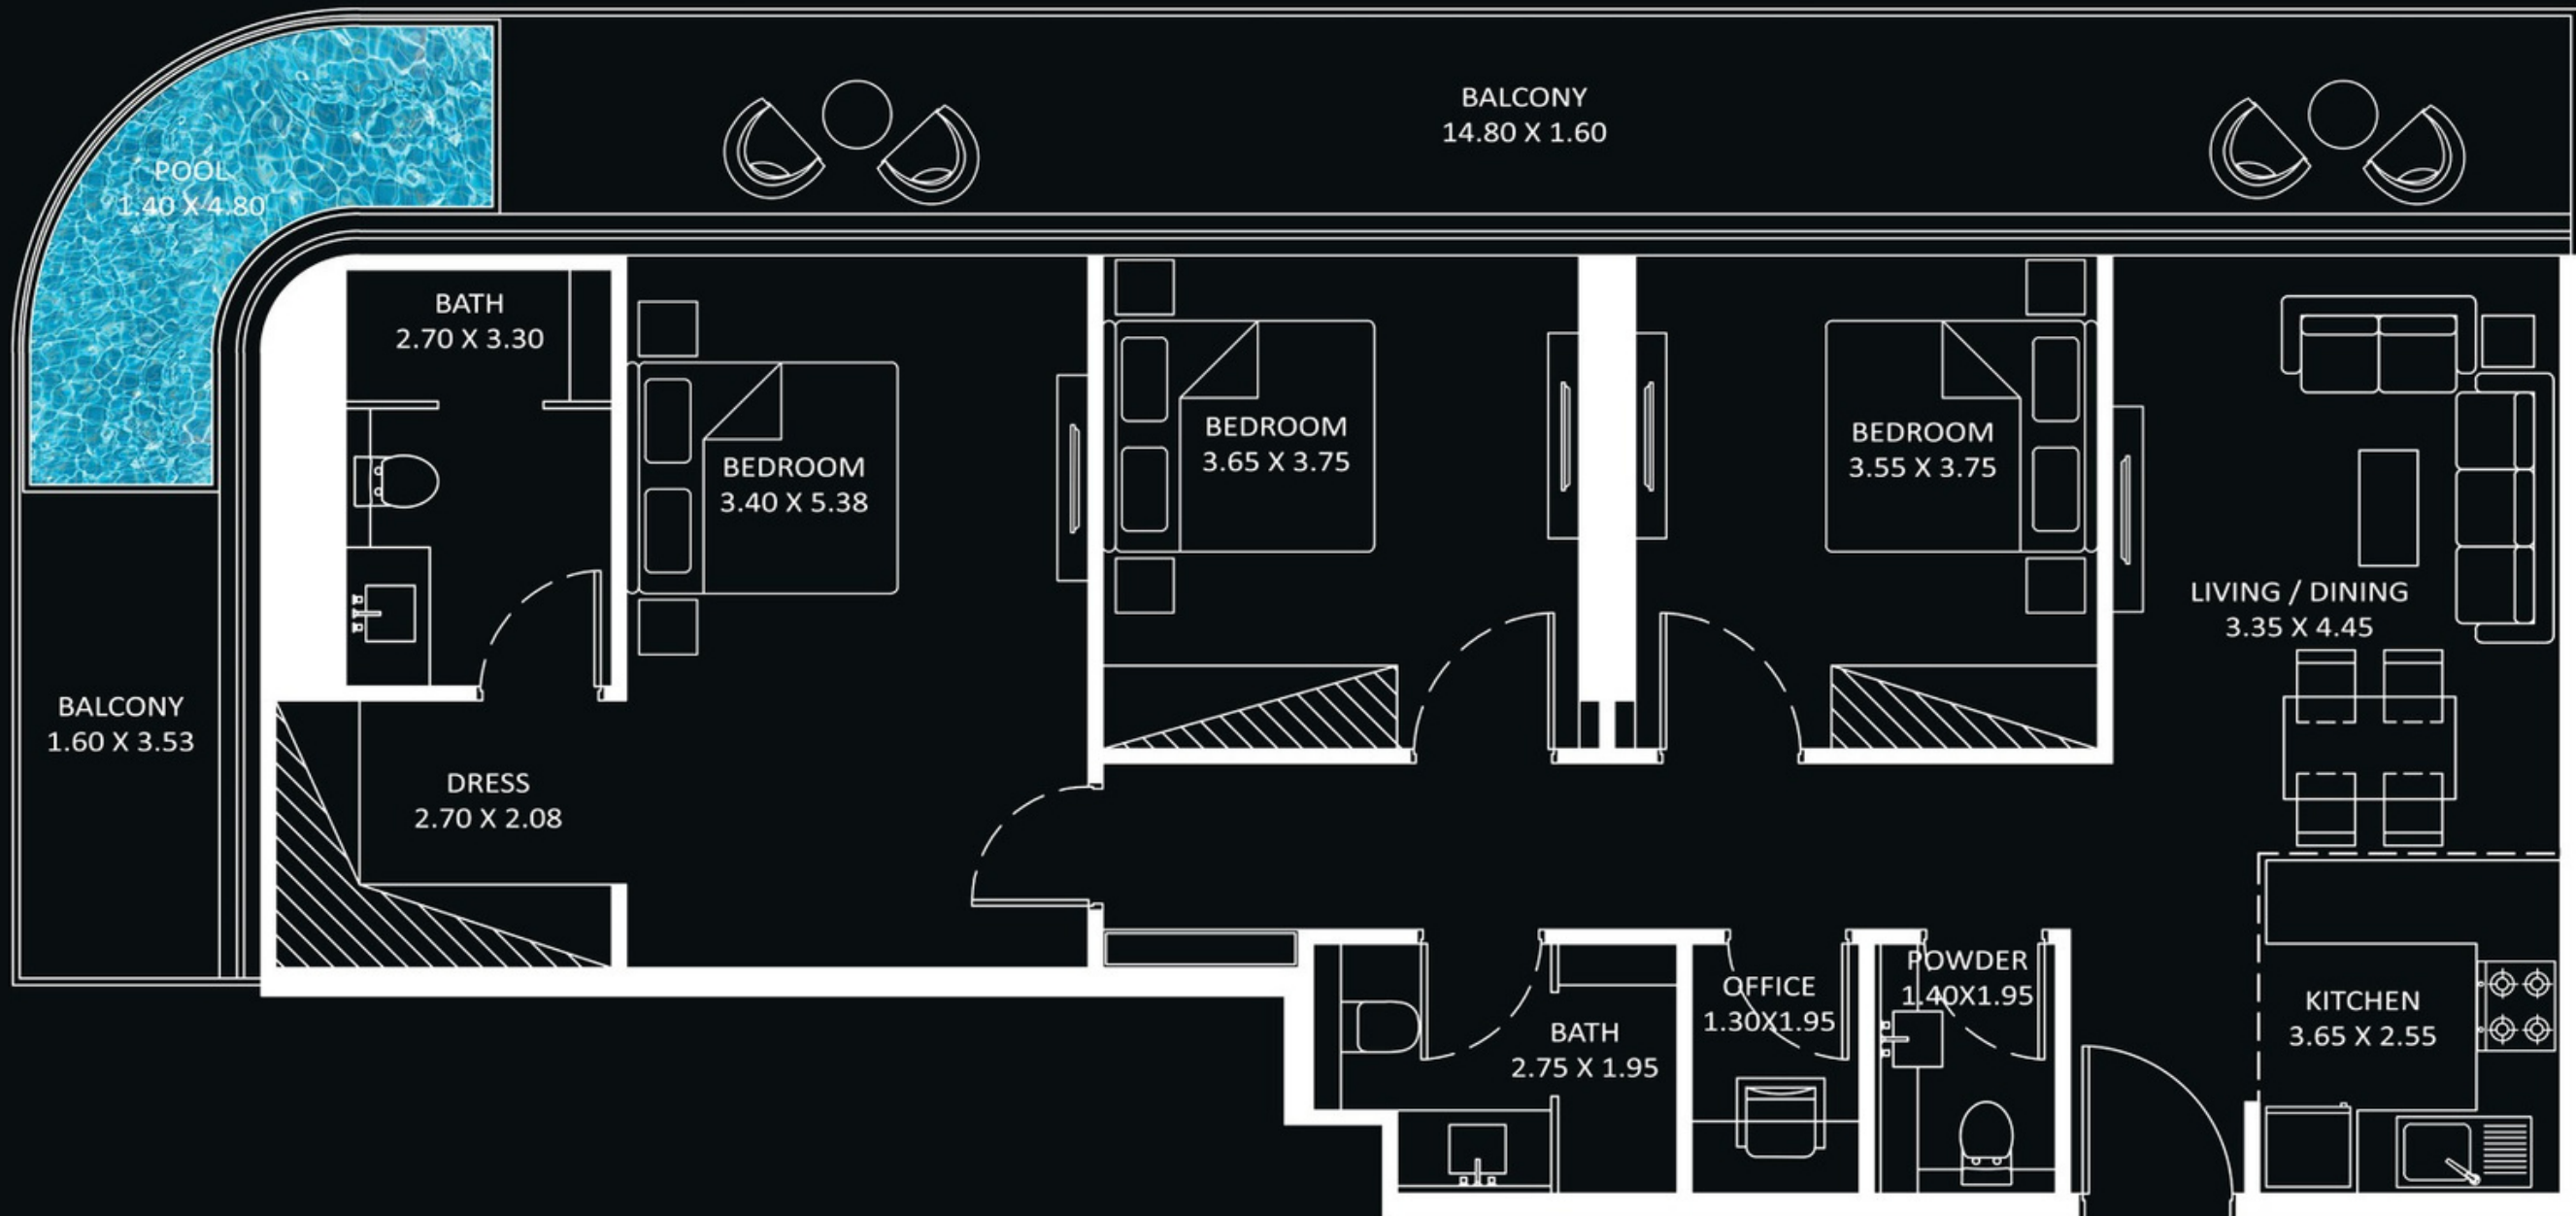 BALCONY
14.80 X 1.60
POOL
1.40 X 4.80
BATH
2.70 X 3.30
BEDROOM
3.40 X 5.38
BEDROOM
3.65 X 3.75
BEDROOM
3.55 X 3.75
LIVING / DINING
3.35 X 4.45
BALCONY
1.60 X 3.53
DRESS
2.70 X 2.08
BATH
2.75 X 1.95
OFFICE
1.30X1.95
POWDER
1.40X1.95
KITCHEN
3.65 X 2.55